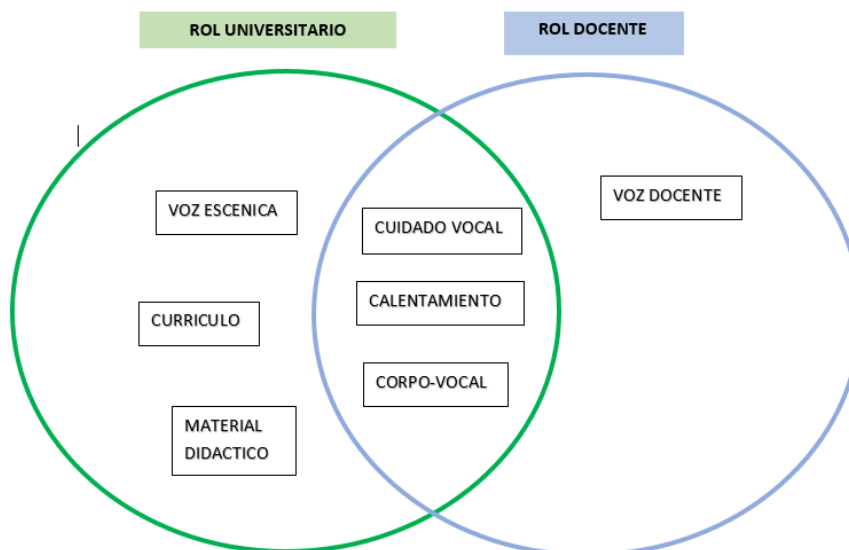 ROL UNIVERSITARIO
ROL DOCENTE
VOZ ESCENICA
CURRICULO
MATERIAL
DIDACTICO
CUIDADO VOCAL
CALENTAMIENTO
CORPO-VOCAL
VOZ DOCENTE